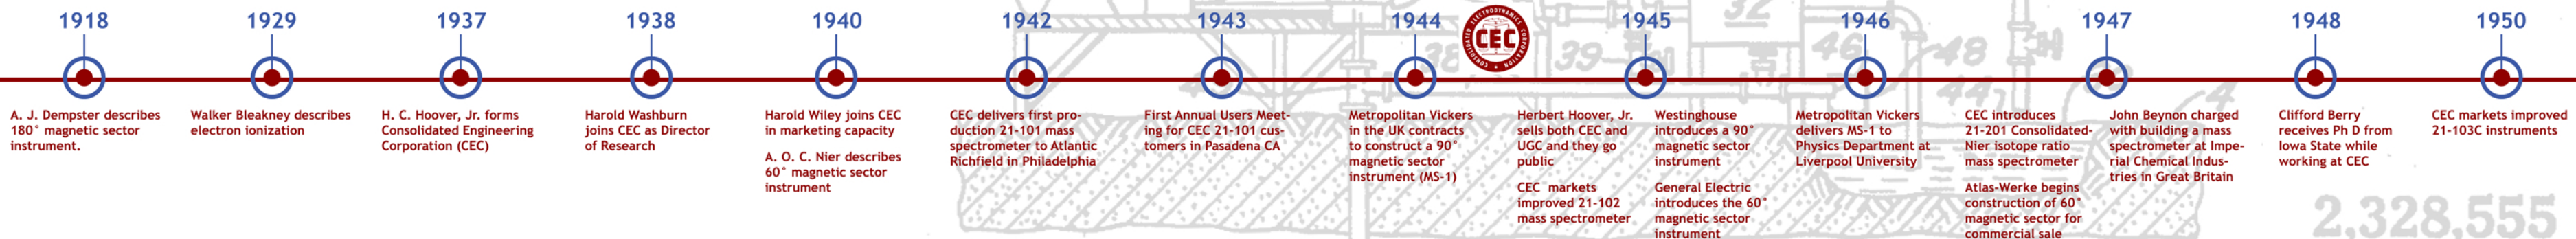 1918
A. J. Dempster describes
180° magnetic sector
instrument.
1929
Walker Bleakney describes
electron ionization
1937
H. C. Hoover, Jr. forms
Consolidated Engineering
Corporation (CEC)
1938
Harold Washburn
joins CEC as Director
of Research
1940
Harold Wiley joins CEC
in marketing capacity
A. O. C. Nier describes
60° magnetic sector
instrument
1942
CEC delivers first pro-
duction 21-101 mass
spectrometer to Atlantic
Richfield in Philadelphia
1943
First Annual Users Meet-
ing for CEC 21-101 cus-
tomers in Pasadena CA
1944
Metropolitan Vickers
in the UK contracts
to construct a 90°
magnetic sector
instrument (MS-1)
CONSOLIDATED ELECTRODYNAMICS CORPORATION
CEC
1945
Herbert Hoover, Jr.
sells both CEC and
UGC and they go
public
CEC markets
improved 21-102
mass spectrometer
Westinghouse
introduces a 90°
magnetic sector
instrument
General Electric
introduces the 60°
magnetic sector
instrument
1946
Metropolitan Vickers
delivers MS-1 to
Physics Department at
Liverpool University
1947
CEC introduces
21-201 Consolidated-
Nier isotope ratio
mass spectrometer
Atlas-Werke begins
construction of 60°
magnetic sector for
commercial sale
John Beynon charged
with building a mass
spectrometer at Impe-
rial Chemical Indus-
tries in Great Britain
1948
Clifford Berry
receives Ph D from
Iowa State while
working at CEC
1950
CEC markets improved
21-103C instruments
32
38
39
46
48
44
4
2,328,555